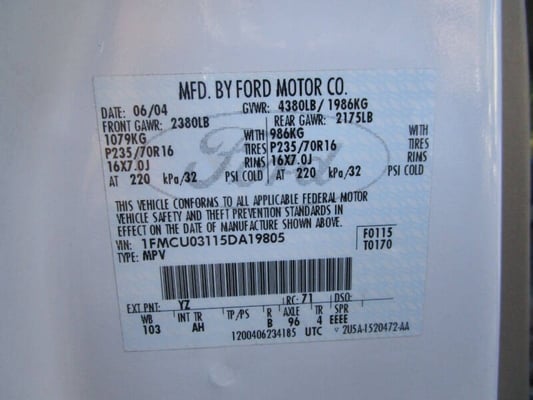 MFD. BY FORD MOTOR CO.
DATE: 06/04 GVWR: 4380LB/ 1986KG
FRONT GAWR: 2380LB REAR GAWR: 2175LB
1079KG WITH 986KG WITH
P235/70R16 TIRES P235/70R16 TIRES
16X7.0J RIMS 16X7.0J RIMS
AT 220 kPa/32 PSI COLD AT 220 kPa/32 PSI COLD
THIS VEHICLE CONFORMS TO ALL APPLICABLE FEDERAL MOTOR
VEHICLE SAFETY AND THEFT PREVENTION STANDARDS IN
EFFECT ON THE DATE OF MANUFACTURE SHOWN ABOVE.
VIN: 1FMCU03115DA19805 F0115
TYPE: MPV T0170
EXT PNT: YZ RC: 71 DSO:
WB INT TR TP/PS R AXLE TR SPR
103 AH B 96 4 EEEE
1200406234185 UTC 2U5A-1520472-AA
Ford